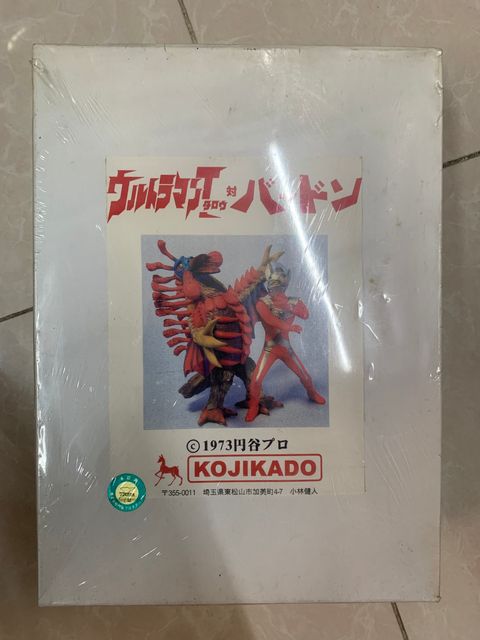 ウルトラマンT
タロウ
対
バードン
©1973円谷プロ
KOJIKADO
〒355-0011 埼玉県東松山市加美町4-7 小林健人